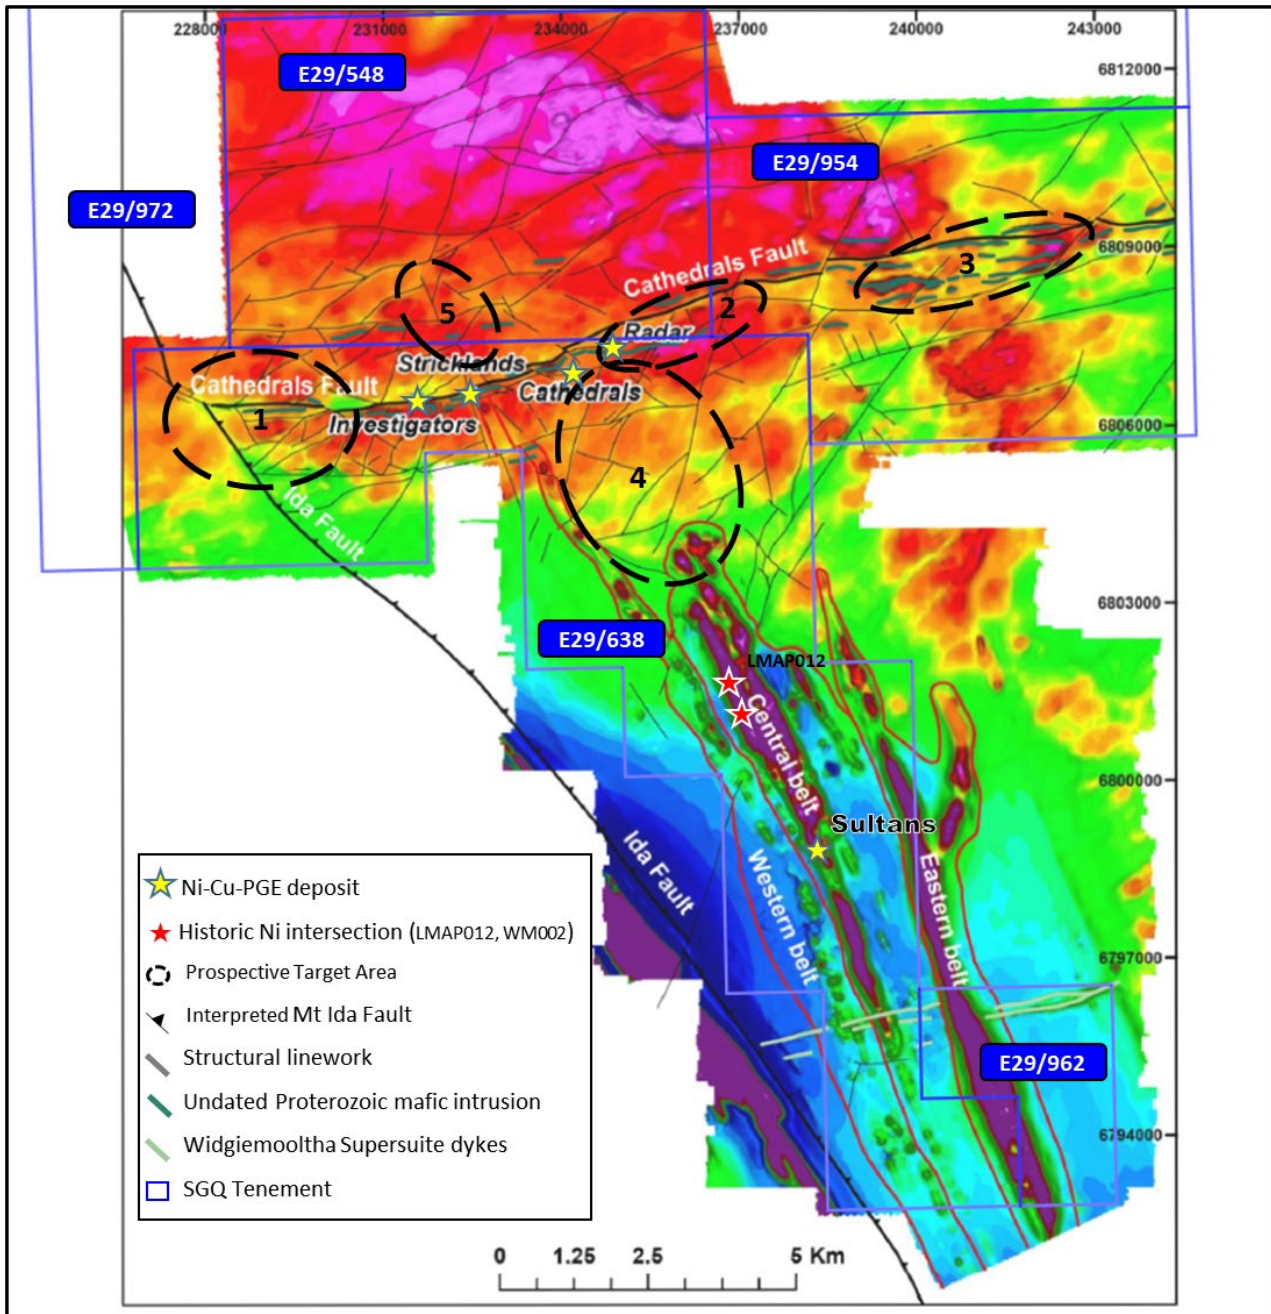 228000 231000 234000 237000 240000 243000
6812000
E29/548
E29/954
E29/972
6809000
Cathedrals Fault
3
2
5
Radar
Stricklands
Cathedrals
Cathedrals Fault
1
Investigators
6806000
4
Ida Fault
6803000
E29/638
LMAP012
Central belt
6800000
Sultans
Ida Fault
Western belt
Eastern belt
6797000
E29/962
6794000
Ni-Cu-PGE deposit
Historic Ni intersection (LMAP012, WM002)
Prospective Target Area
Interpreted Mt Ida Fault
Structural linework
Undated Proterozoic mafic intrusion
Widgiemooltha Supersuite dykes
SGQ Tenement
0 1.25 2.5 5 Km